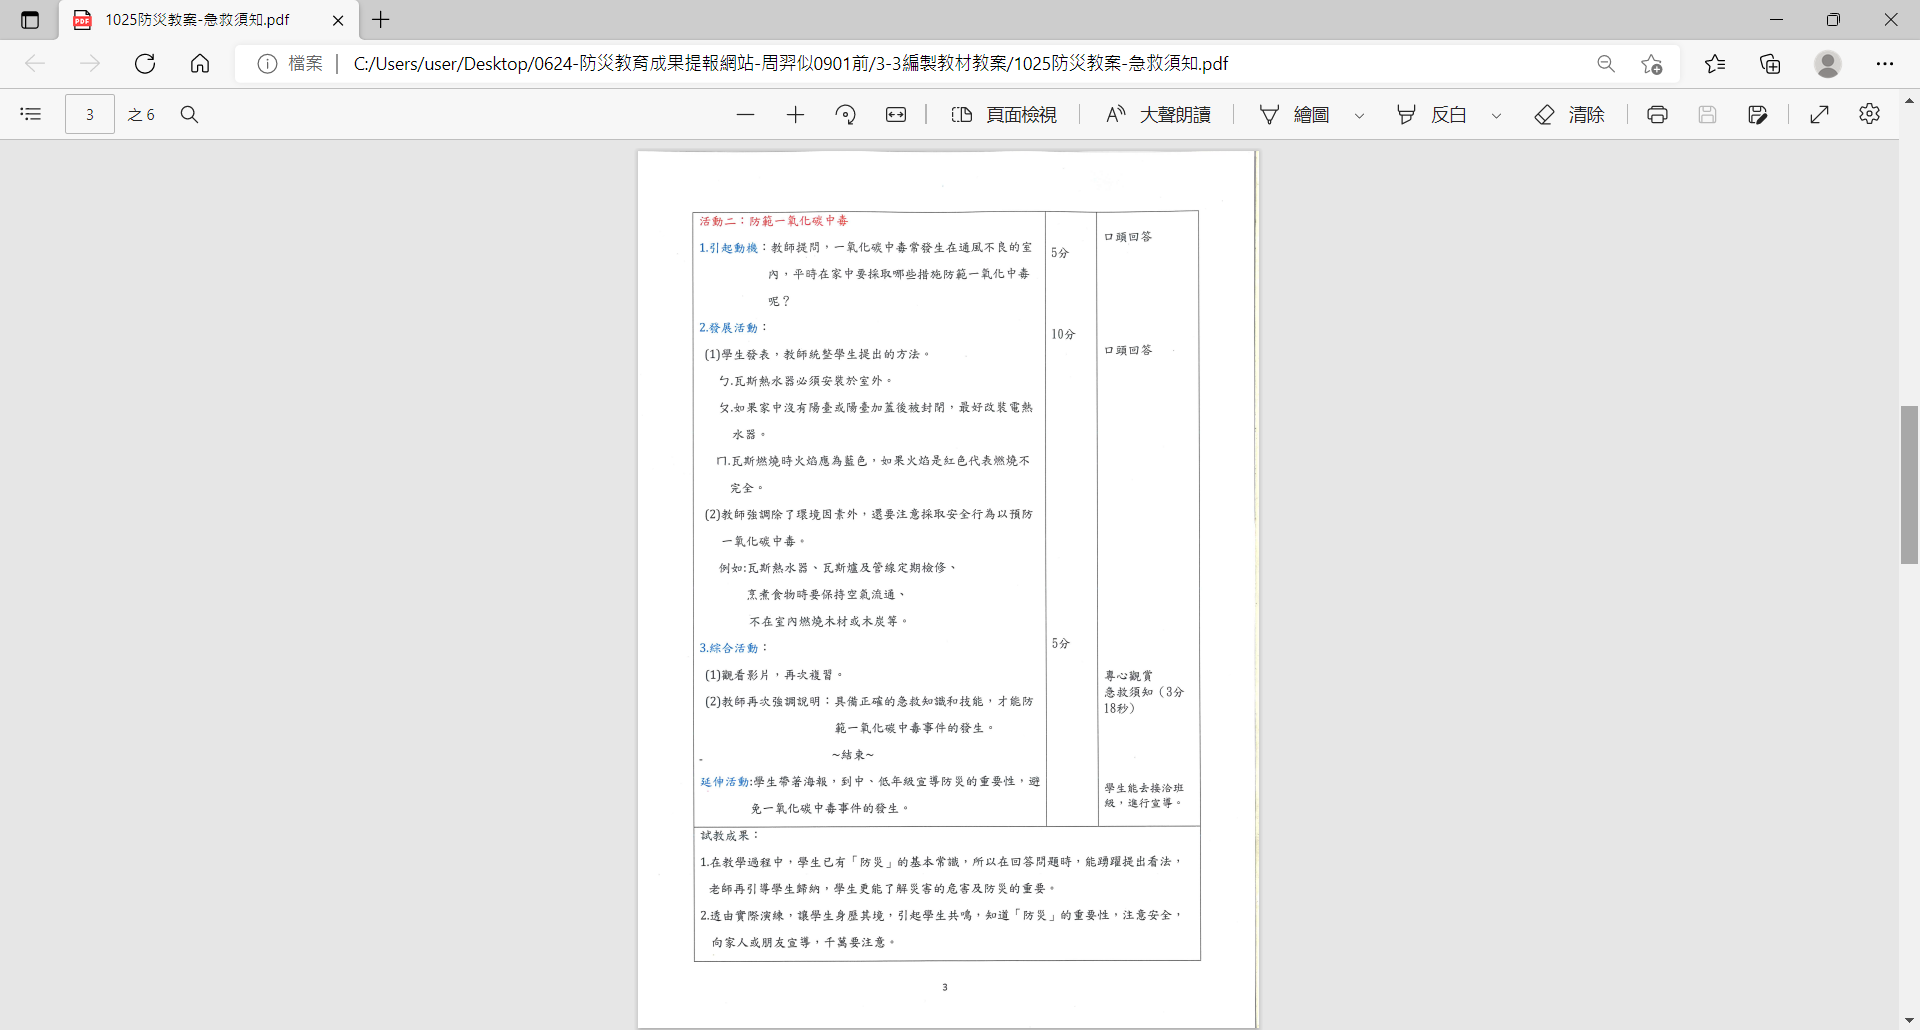 1025防災教案-急救須知.pdf
檔案 C:/Users/user/Desktop/0624-防災教育成果提報網站-周羿似0901前/3-3編製教材教案/1025防災教案-急救須知.pdf
3 之 6 頁面檢視 大聲朗讀 繪圖 反白 清除
活動二：防範一氧化碳中毒
口頭回答
1.引起動機：教師提問，一氧化碳中毒常發生在通風不良的室 5分
內，平時在家中要採取哪些措施防範一氧化中毒
呢？
2.發展活動：
10分
(1)學生發表，教師統整學生提出的方法。 口頭回答
ㄅ.瓦斯熱水器必須安裝於室外。
ㄆ.如果家中沒有陽臺或陽臺加蓋後被封閉，最好改裝電熱
水器。
ㄇ.瓦斯燃燒時火焰應為藍色，如果火焰是紅色代表燃燒不
完全。
(2)教師強調除了環境因素外，還要注意採取安全行為以預防
一氧化碳中毒。
例如:瓦斯熱水器、瓦斯爐及管線定期檢修、
烹煮食物時要保持空氣流通、
不在室內燃燒木材或木炭等。
3.綜合活動： 5分
(1)觀看影片，再次複習。 專心觀賞
急救須知（3分
(2)教師再次強調說明：具備正確的急救知識和技能，才能防 18秒）
範一氧化碳中毒事件的發生。
~結束~
延伸活動:學生帶著海報，到中、低年級宣導防災的重要性，避 學生能去接洽班
免一氧化碳中毒事件的發生。 級，進行宣導。
試教成果：
1.在教學過程中，學生已有「防災」的基本常識，所以在回答問題時，能踴躍提出看法，
老師再引導學生歸納，學生更能了解災害的危害及防災的重要。
2.透由實際演練，讓學生身歷其境，引起學生共鳴，知道「防災」的重要性，注意安全，
向家人或朋友宣導，千萬要注意。
3